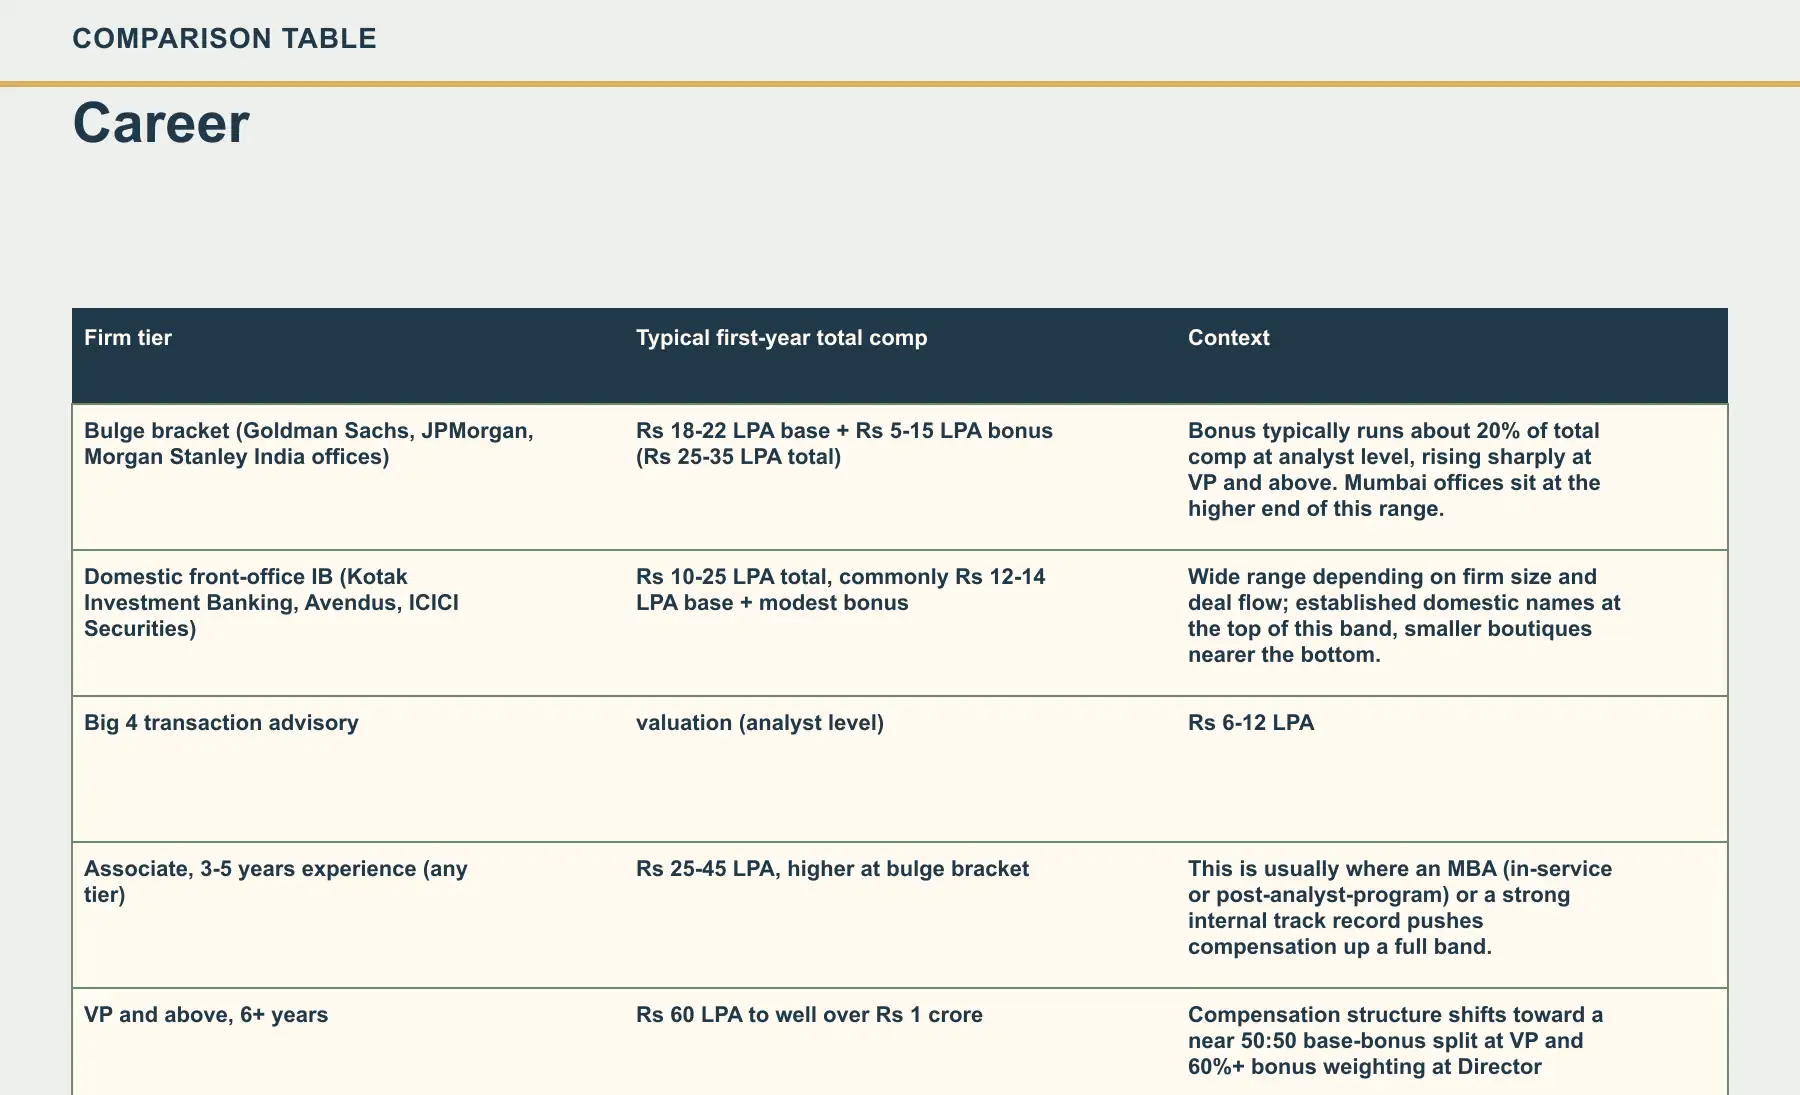 COMPARISON TABLE
Career
Firm tier
Typical first-year total comp
Context
Bulge bracket (Goldman Sachs, JPMorgan,
Morgan Stanley India offices)
Rs 18-22 LPA base + Rs 5-15 LPA bonus
(Rs 25-35 LPA total)
Bonus typically runs about 20% of total
comp at analyst level, rising sharply at
VP and above. Mumbai offices sit at the
higher end of this range.
Domestic front-office IB (Kotak
Investment Banking, Avendus, ICICI
Securities)
Rs 10-25 LPA total, commonly Rs 12-14
LPA base + modest bonus
Wide range depending on firm size and
deal flow; established domestic names at
the top of this band, smaller boutiques
nearer the bottom.
Big 4 transaction advisory
valuation (analyst level)
Rs 6-12 LPA
Associate, 3-5 years experience (any
tier)
Rs 25-45 LPA, higher at bulge bracket
This is usually where an MBA (in-service
or post-analyst-program) or a strong
internal track record pushes
compensation up a full band.
VP and above, 6+ years
Rs 60 LPA to well over Rs 1 crore
Compensation structure shifts toward a
near 50:50 base-bonus split at VP and
60%+ bonus weighting at Director